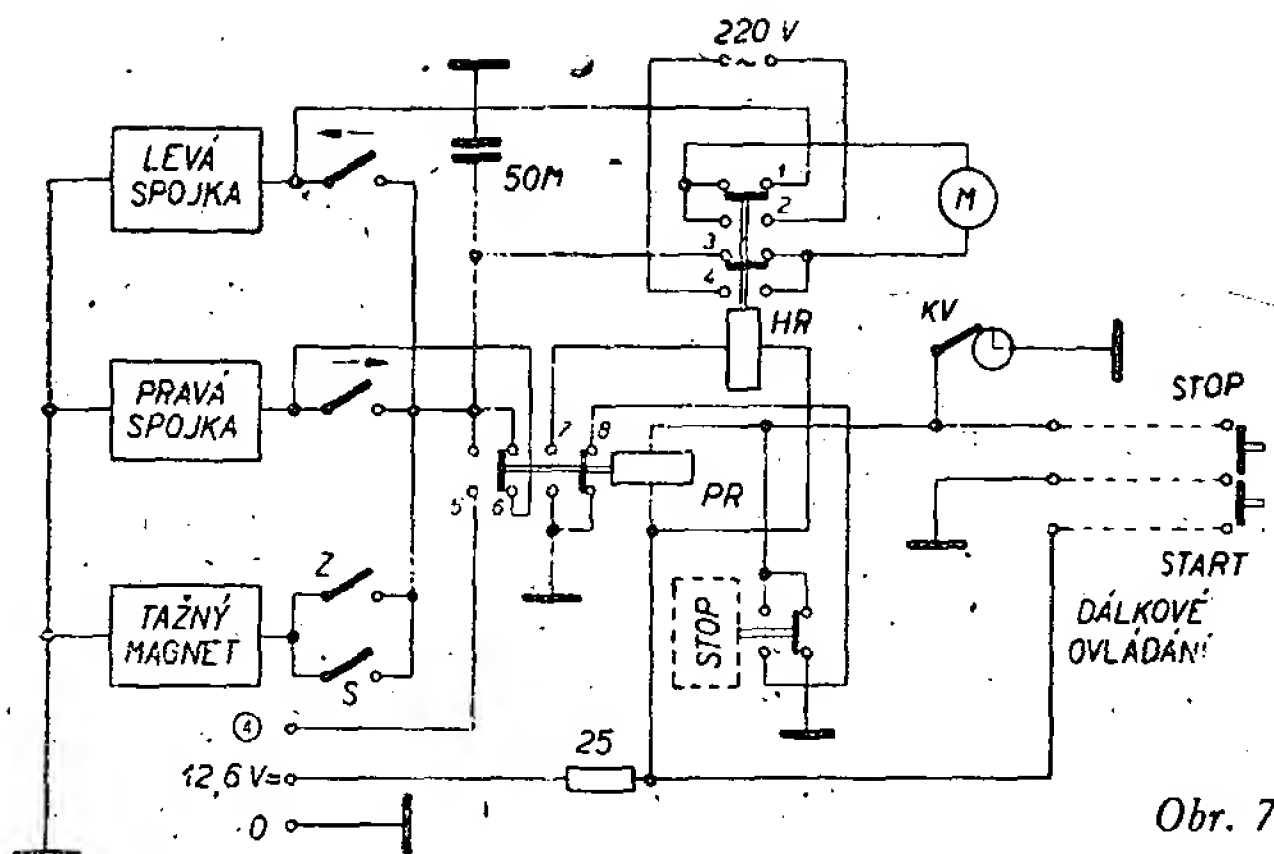 220 V
LEVÁ
SPOJKA
50M
1
2
3
4
M
HR
KV
PRAVÁ
SPOJKA
7
8
5
6
PR
STOP
START
DÁLKOVÉ
OVLÁDÁNÍ
STOP
TAŽNÝ
MAGNET
Z
S
4
12,6 V=
25
0
Obr. 7